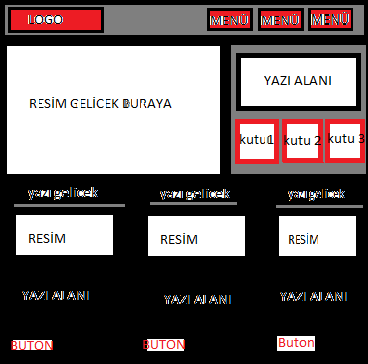 LOGO MENÜ MENÜ MENÜ
RESİM GELİCEK BURAYA
YAZI ALANI
kutu1 kutu 2 kutu 3
yazı gelicek yazı gelicek yazı gelicek
RESİM RESİM RESİM
YAZI ALANI YAZI ALANI YAZI ALANI
BUTON BUTON Buton